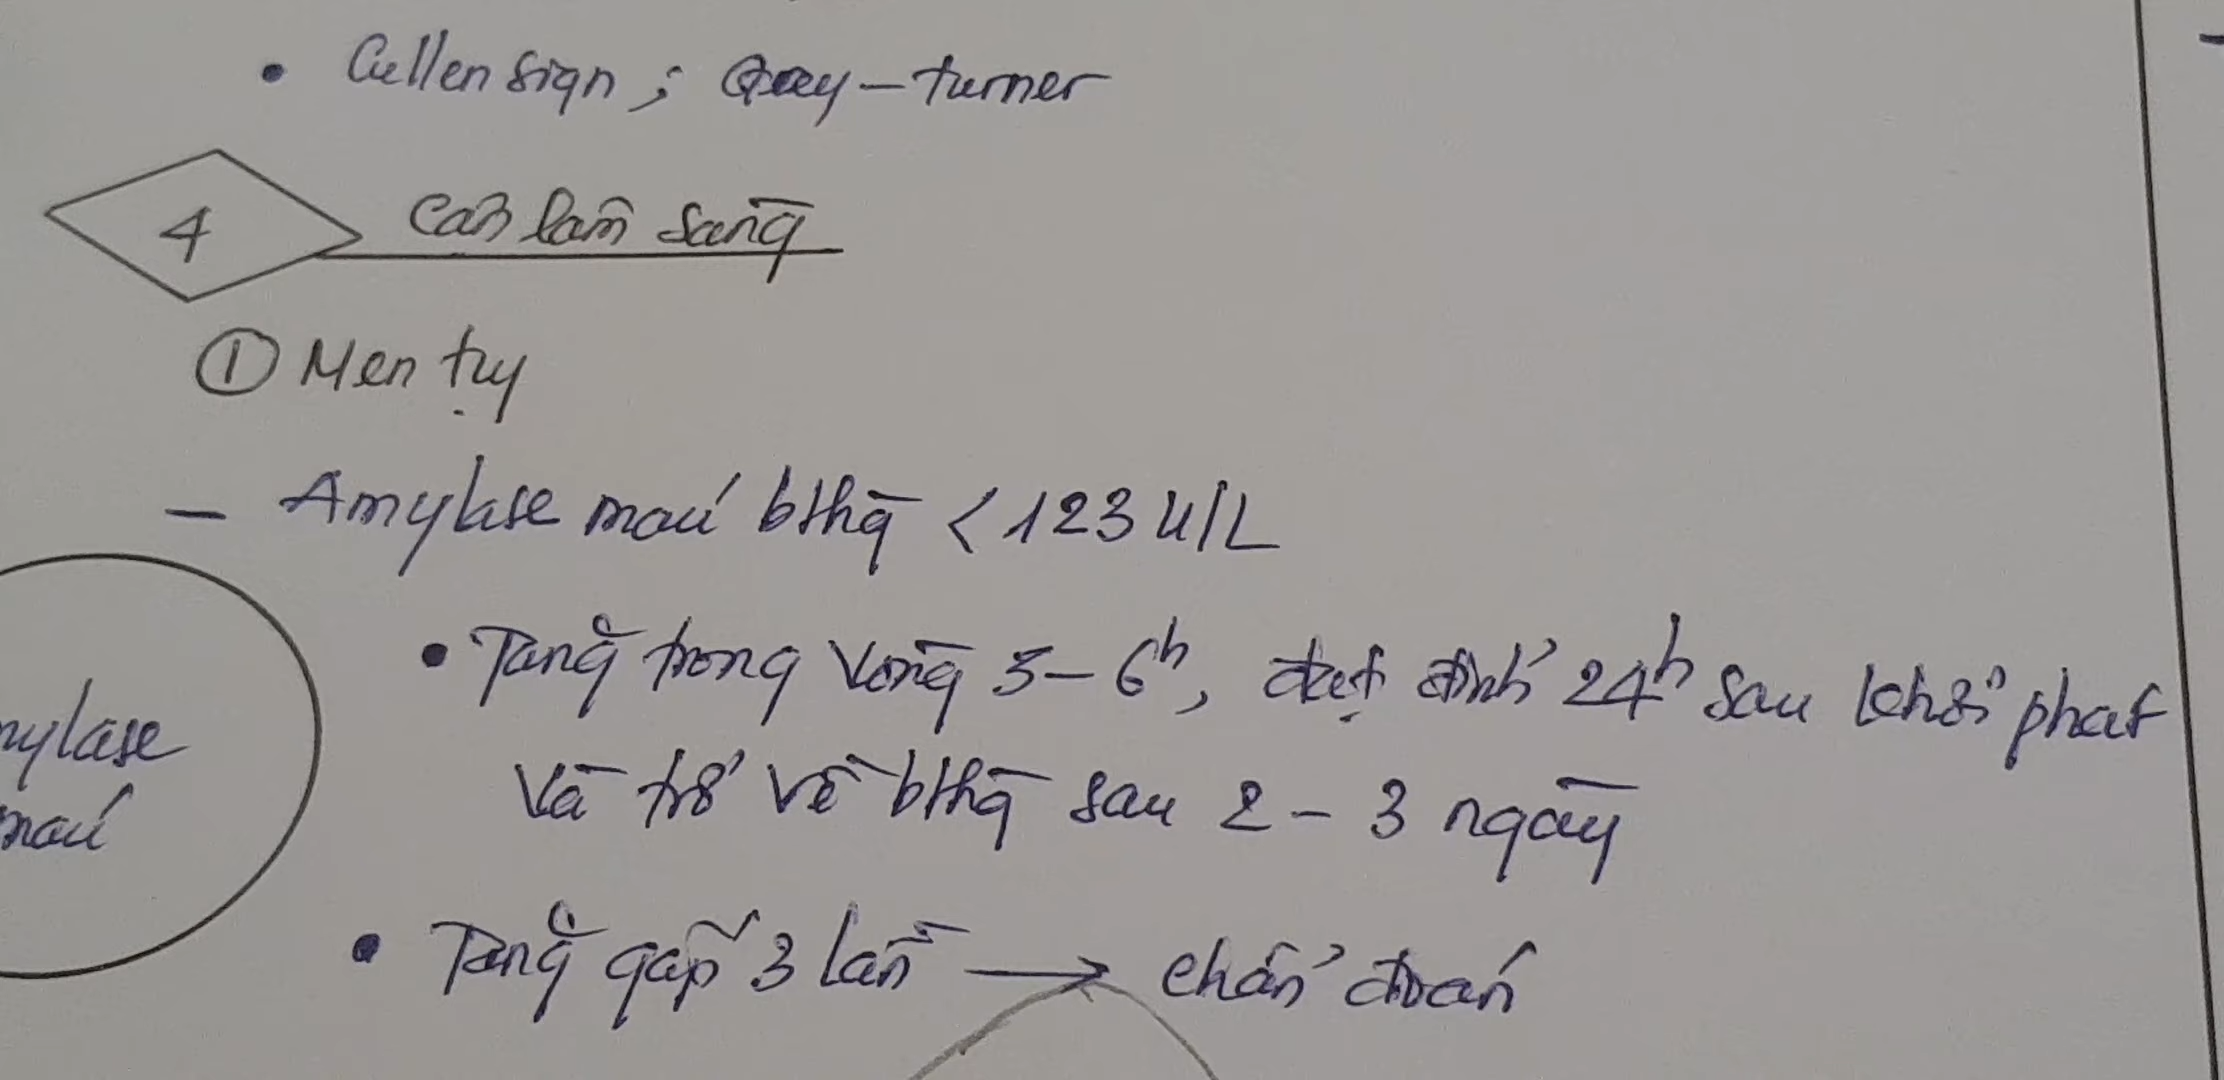 • Cullen sign ; Gray – turner
4 Cận lâm sàng
① Men tụy
– Amylase máu bthg < 123 U/L
• Tăng trong vòng 3 – 6h, đạt đỉnh 24h sau khởi phát
và trở về bthg sau 2 – 3 ngày
mylase
máu
• Tăng gấp 3 lần → chẩn đoán